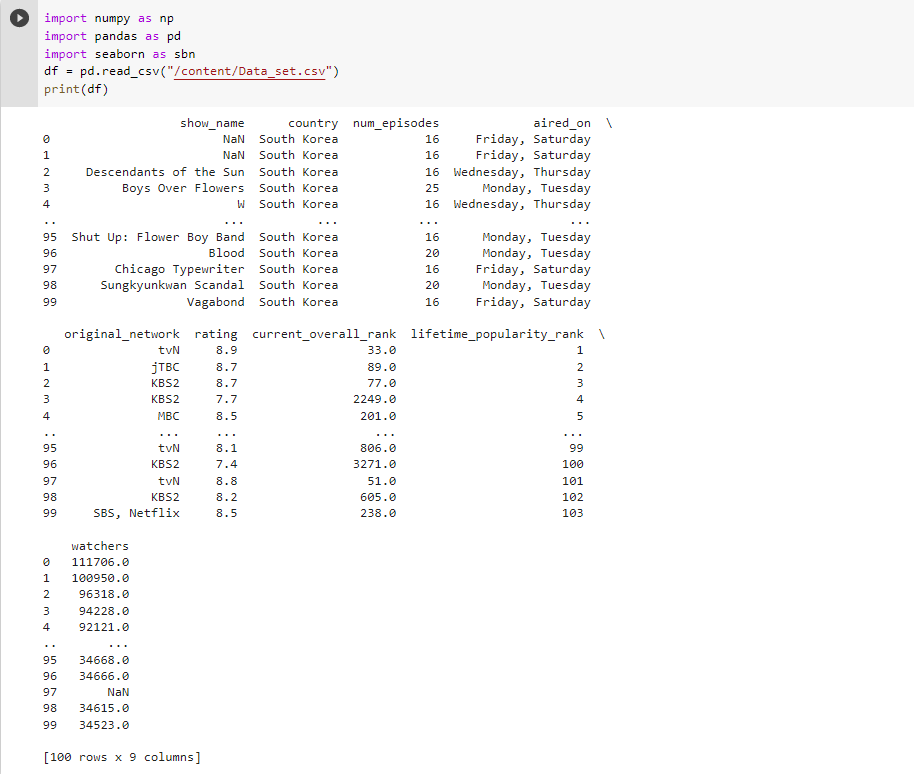 import numpy as np
import pandas as pd
import seaborn as sbn
df = pd.read_csv("/content/Data_set.csv")
print(df)
show_name country num_episodes aired_on \
0 NaN South Korea 16 Friday, Saturday
1 NaN South Korea 16 Friday, Saturday
2 Descendants of the Sun South Korea 16 Wednesday, Thursday
3 Boys Over Flowers South Korea 25 Monday, Tuesday
4 W South Korea 16 Wednesday, Thursday
.. ... ... ... ...
95 Shut Up: Flower Boy Band South Korea 16 Monday, Tuesday
96 Blood South Korea 20 Monday, Tuesday
97 Chicago Typewriter South Korea 16 Friday, Saturday
98 Sungkyunkwan Scandal South Korea 20 Monday, Tuesday
99 Vagabond South Korea 16 Friday, Saturday
original_network rating current_overall_rank lifetime_popularity_rank \
0 tvN 8.9 33.0 1
1 jTBC 8.7 89.0 2
2 KBS2 8.7 77.0 3
3 KBS2 7.7 2249.0 4
4 MBC 8.5 201.0 5
.. ... ... ... ...
95 tvN 8.1 806.0 99
96 KBS2 7.4 3271.0 100
97 tvN 8.8 51.0 101
98 KBS2 8.2 605.0 102
99 SBS, Netflix 8.5 238.0 103
watchers
0 111706.0
1 100950.0
2 96318.0
3 94228.0
4 92121.0
.. ...
95 34668.0
96 34666.0
97 NaN
98 34615.0
99 34523.0
[100 rows x 9 columns]